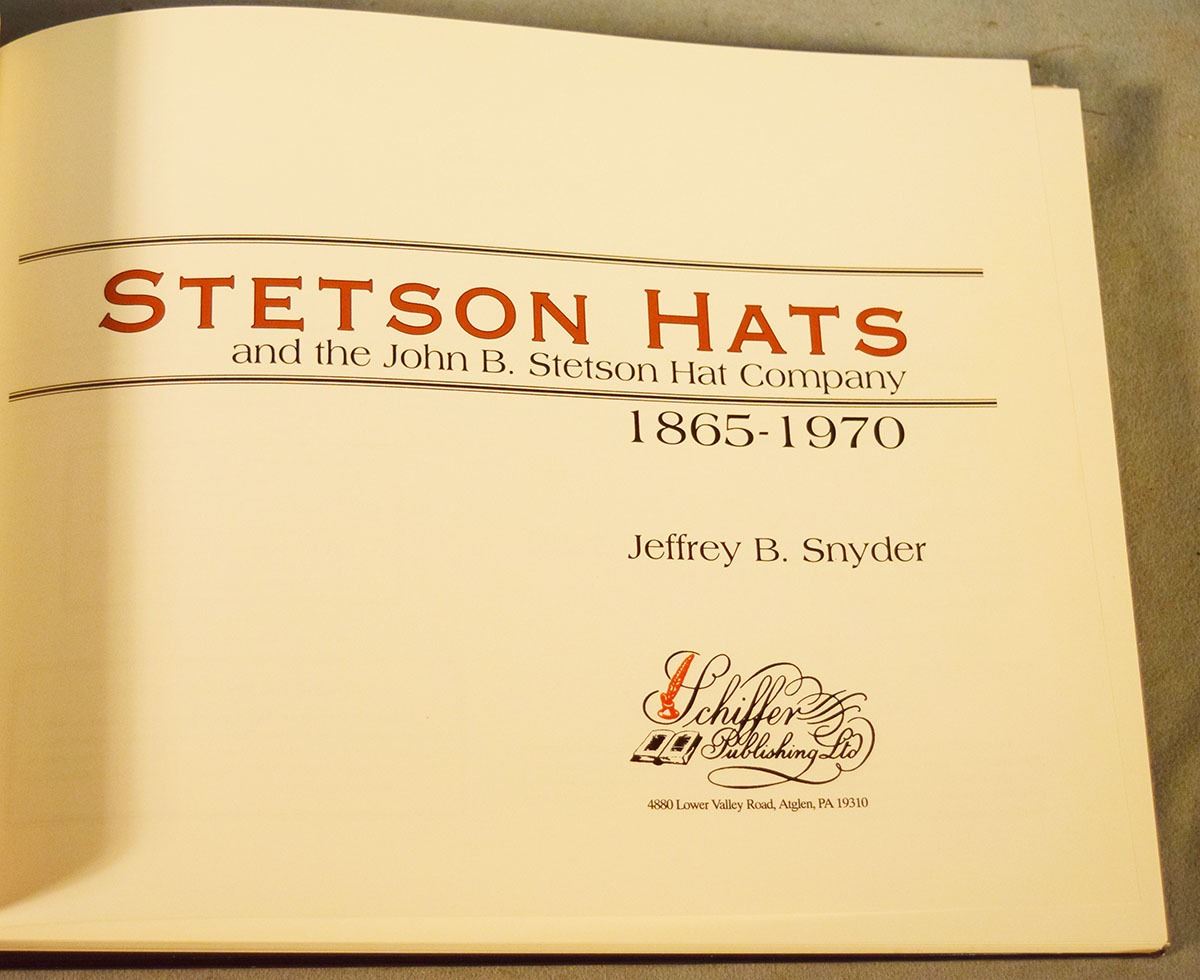 STETSON HATS
and the John B. Stetson Hat Company
1865-1970
Jeffrey B. Snyder
Schiffer
Publishing Ltd
4880 Lower Valley Road, Atglen, PA 19310